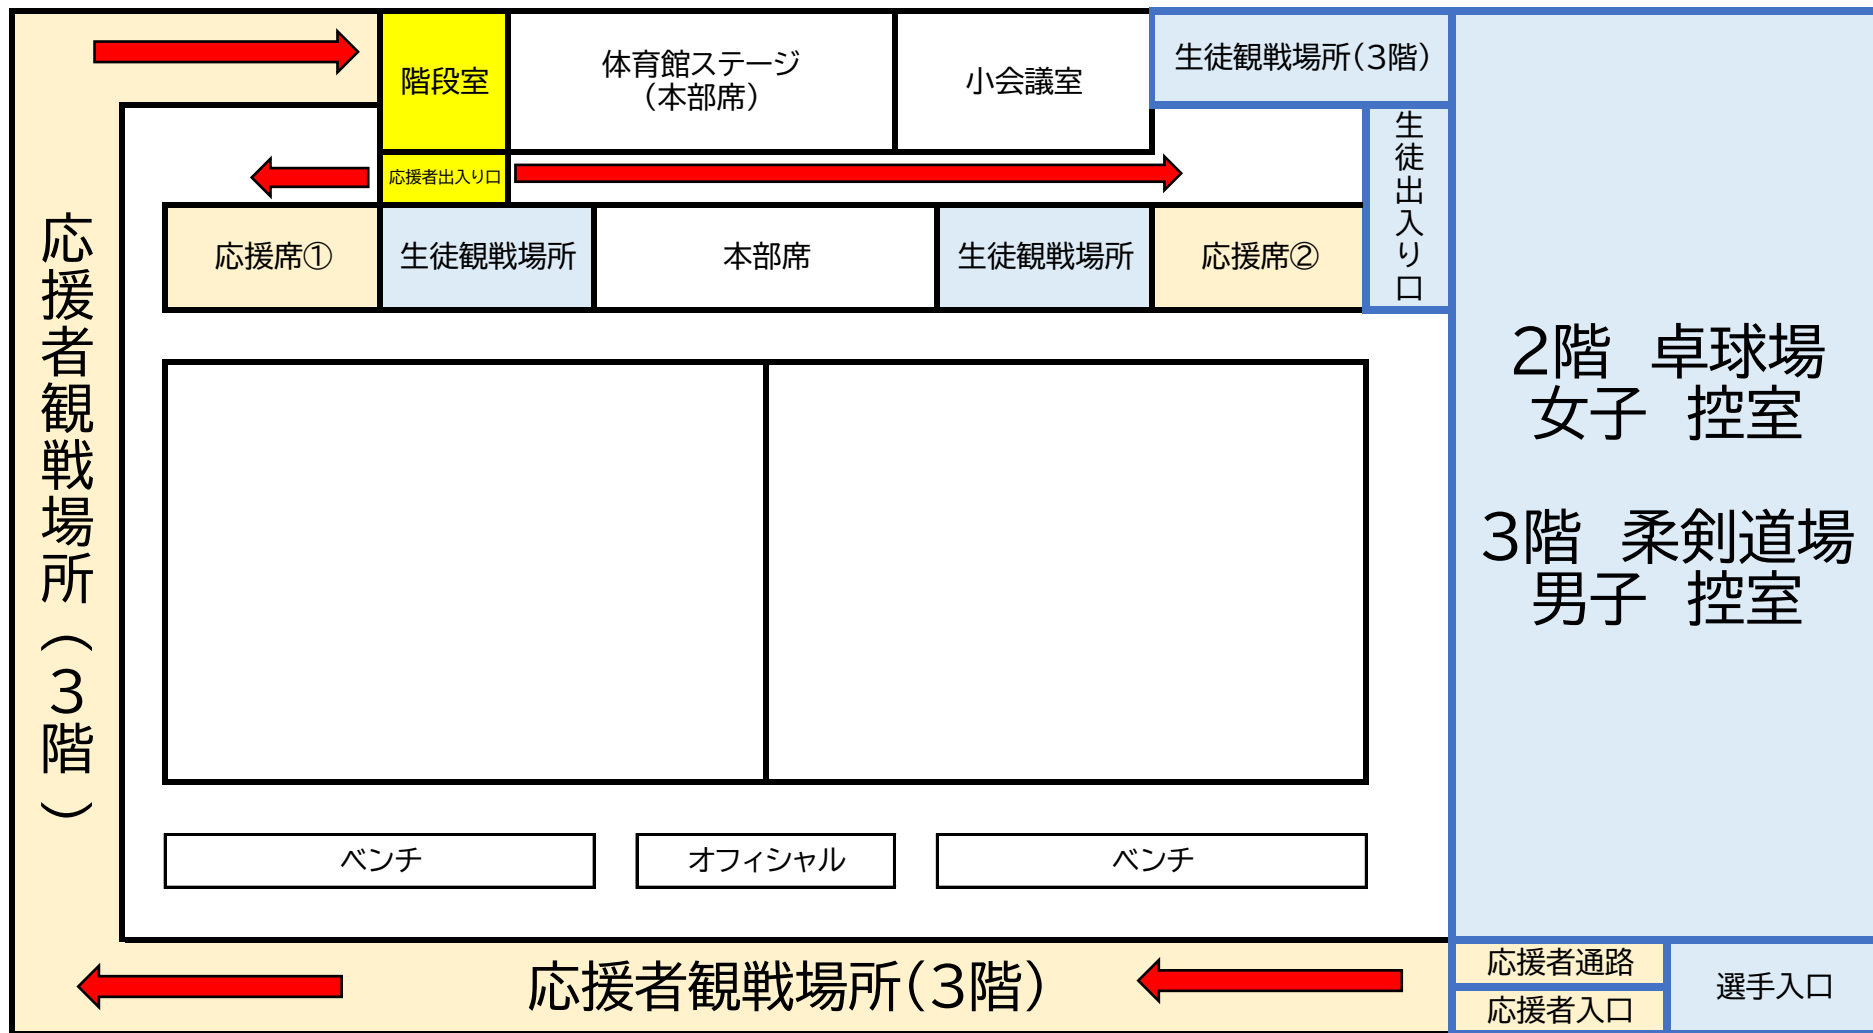 階段室
体育館ステージ
（本部席）
小会議室
生徒観戦場所（３階）
生徒出入り口
応援者出入り口
応援席①
生徒観戦場所
本部席
生徒観戦場所
応援席②
応援者観戦場所（３階）
２階　卓球場
女子　控室
３階　柔剣道場
男子　控室
ベンチ
オフィシャル
ベンチ
応援者観戦場所（３階）
応援者通路
応援者入口
選手入口